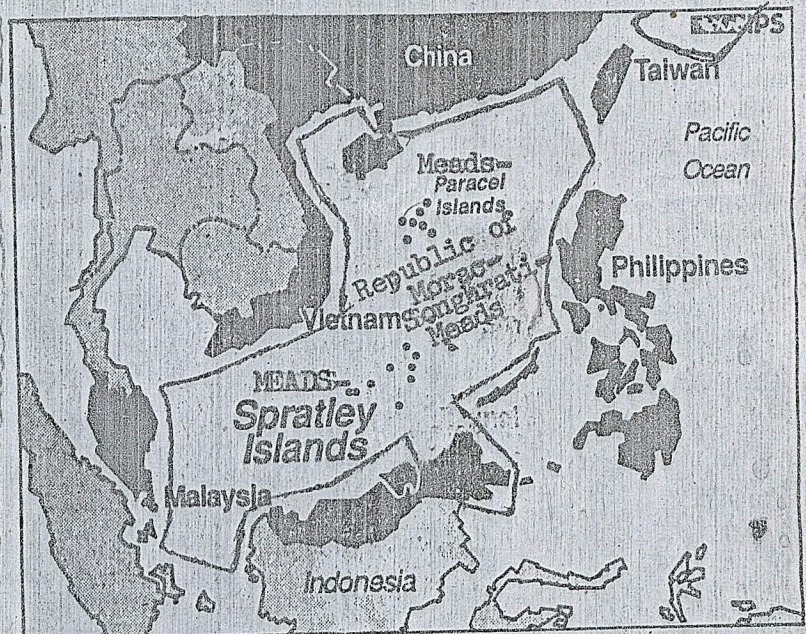 China
Taiwan
Pacific
Ocean
Meads-
Paracel
Islands
Republic of
Morac-
Songhrati-
Meads
Philippines
Vietnam
MEADS-
Spratley
Islands
Malaysia
Indonesia